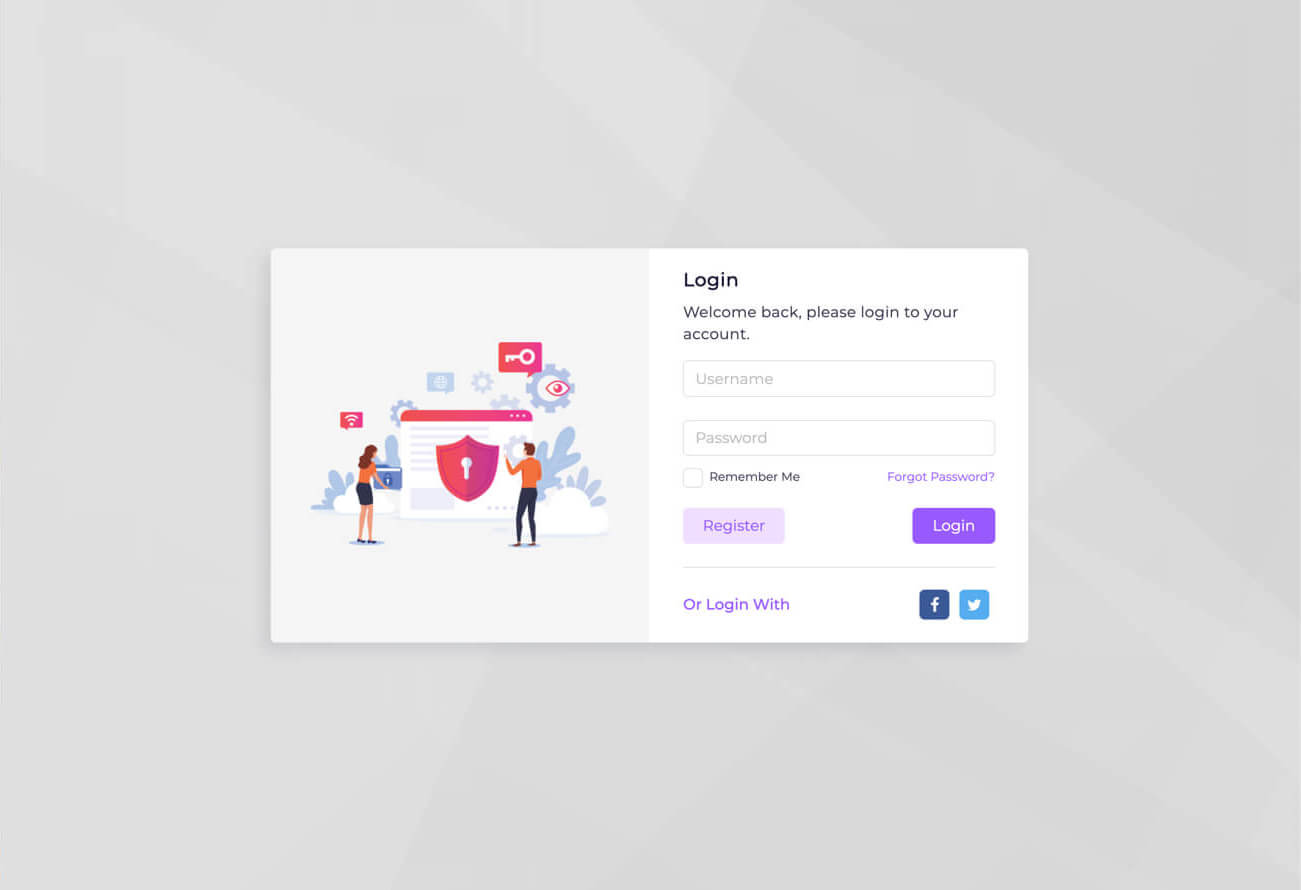 Login
Welcome back, please login to your
account.
Username
Password
Remember Me Forgot Password?
Register Login
Or Login With